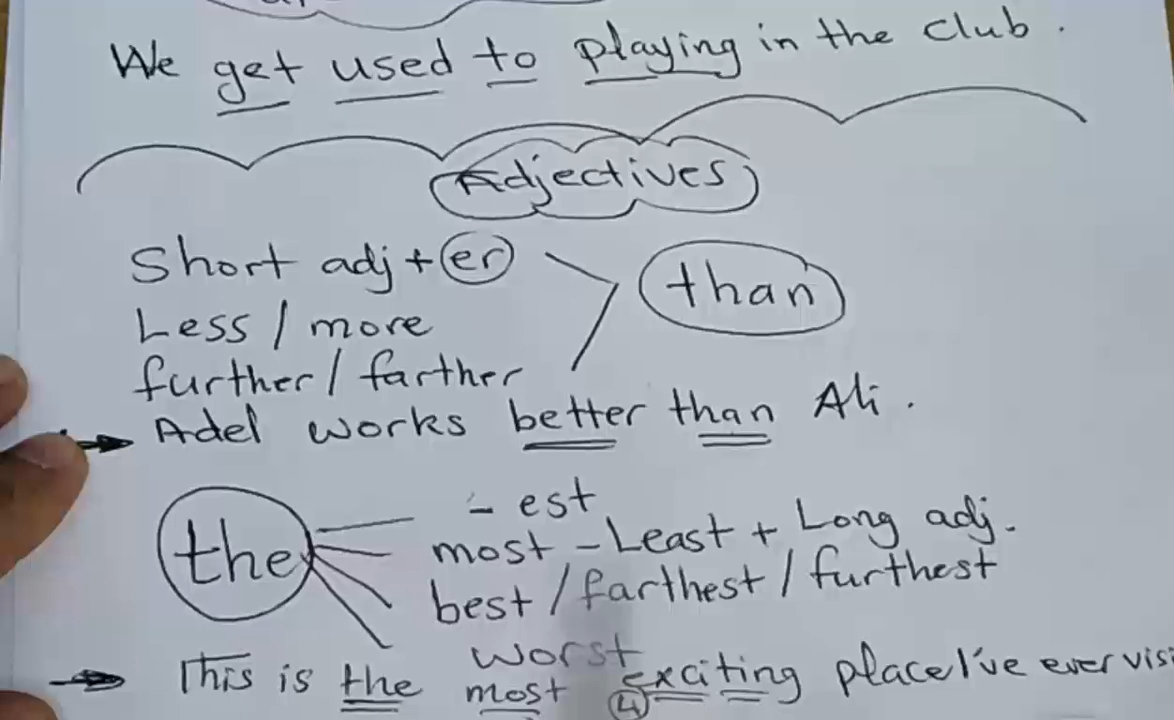 We get used to playing in the club.
Adjectives
Short adj + er
Less / more
further / farther
than
Adel works better than Ali.
the
- est
most - Least + Long adj.
best / farthest / furthest
worst
This is the most exciting place I've ever
4